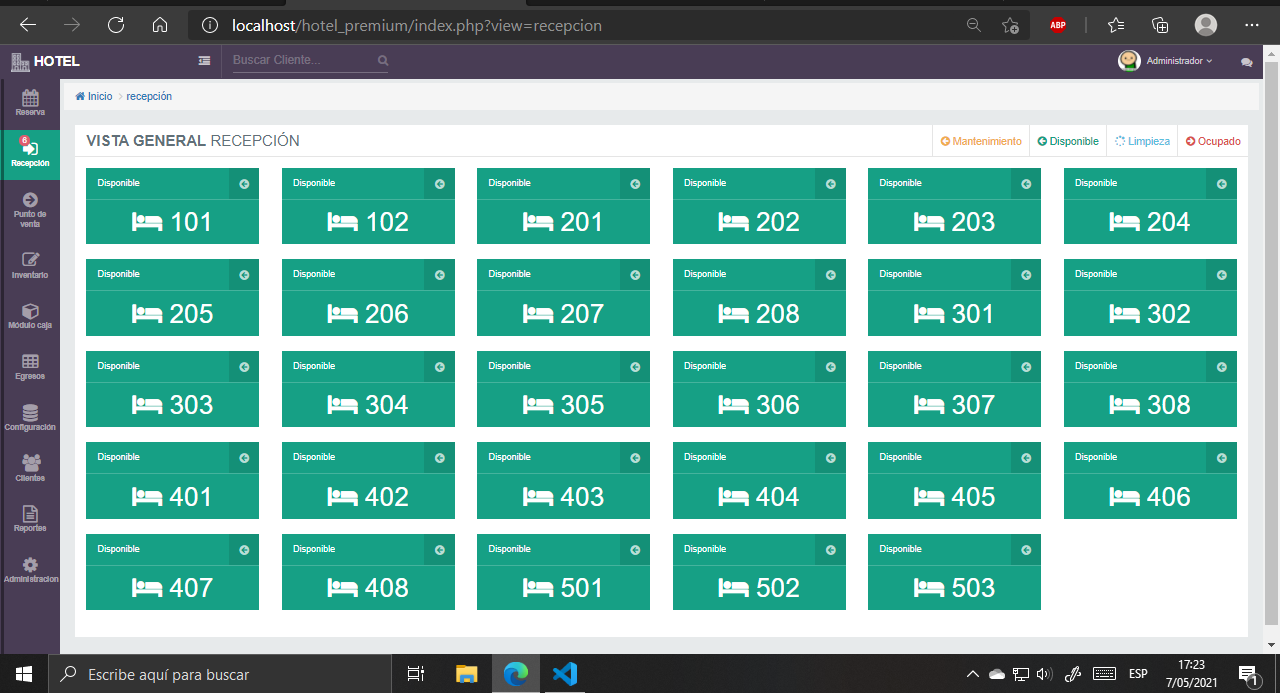 localhost/hotel_premium/index.php?view=recepcion
ABP
HOTEL
Buscar Cliente...
Administrador
Inicio > recepción
Reserva
6
Recepción
Punto de
venta
Inventario
Módulo caja
Egresos
Configuración
Clientes
Reportes
Administracion
VISTA GENERAL RECEPCIÓN
Mantenimiento
Disponible
Limpieza
Ocupado
Disponible Disponible Disponible Disponible Disponible Disponible
101 102 201 202 203 204
Disponible Disponible Disponible Disponible Disponible Disponible
205 206 207 208 301 302
Disponible Disponible Disponible Disponible Disponible Disponible
303 304 305 306 307 308
Disponible Disponible Disponible Disponible Disponible Disponible
401 402 403 404 405 406
Disponible Disponible Disponible Disponible Disponible
407 408 501 502 503
Escribe aquí para buscar
ESP
17:23
7/05/2021
1